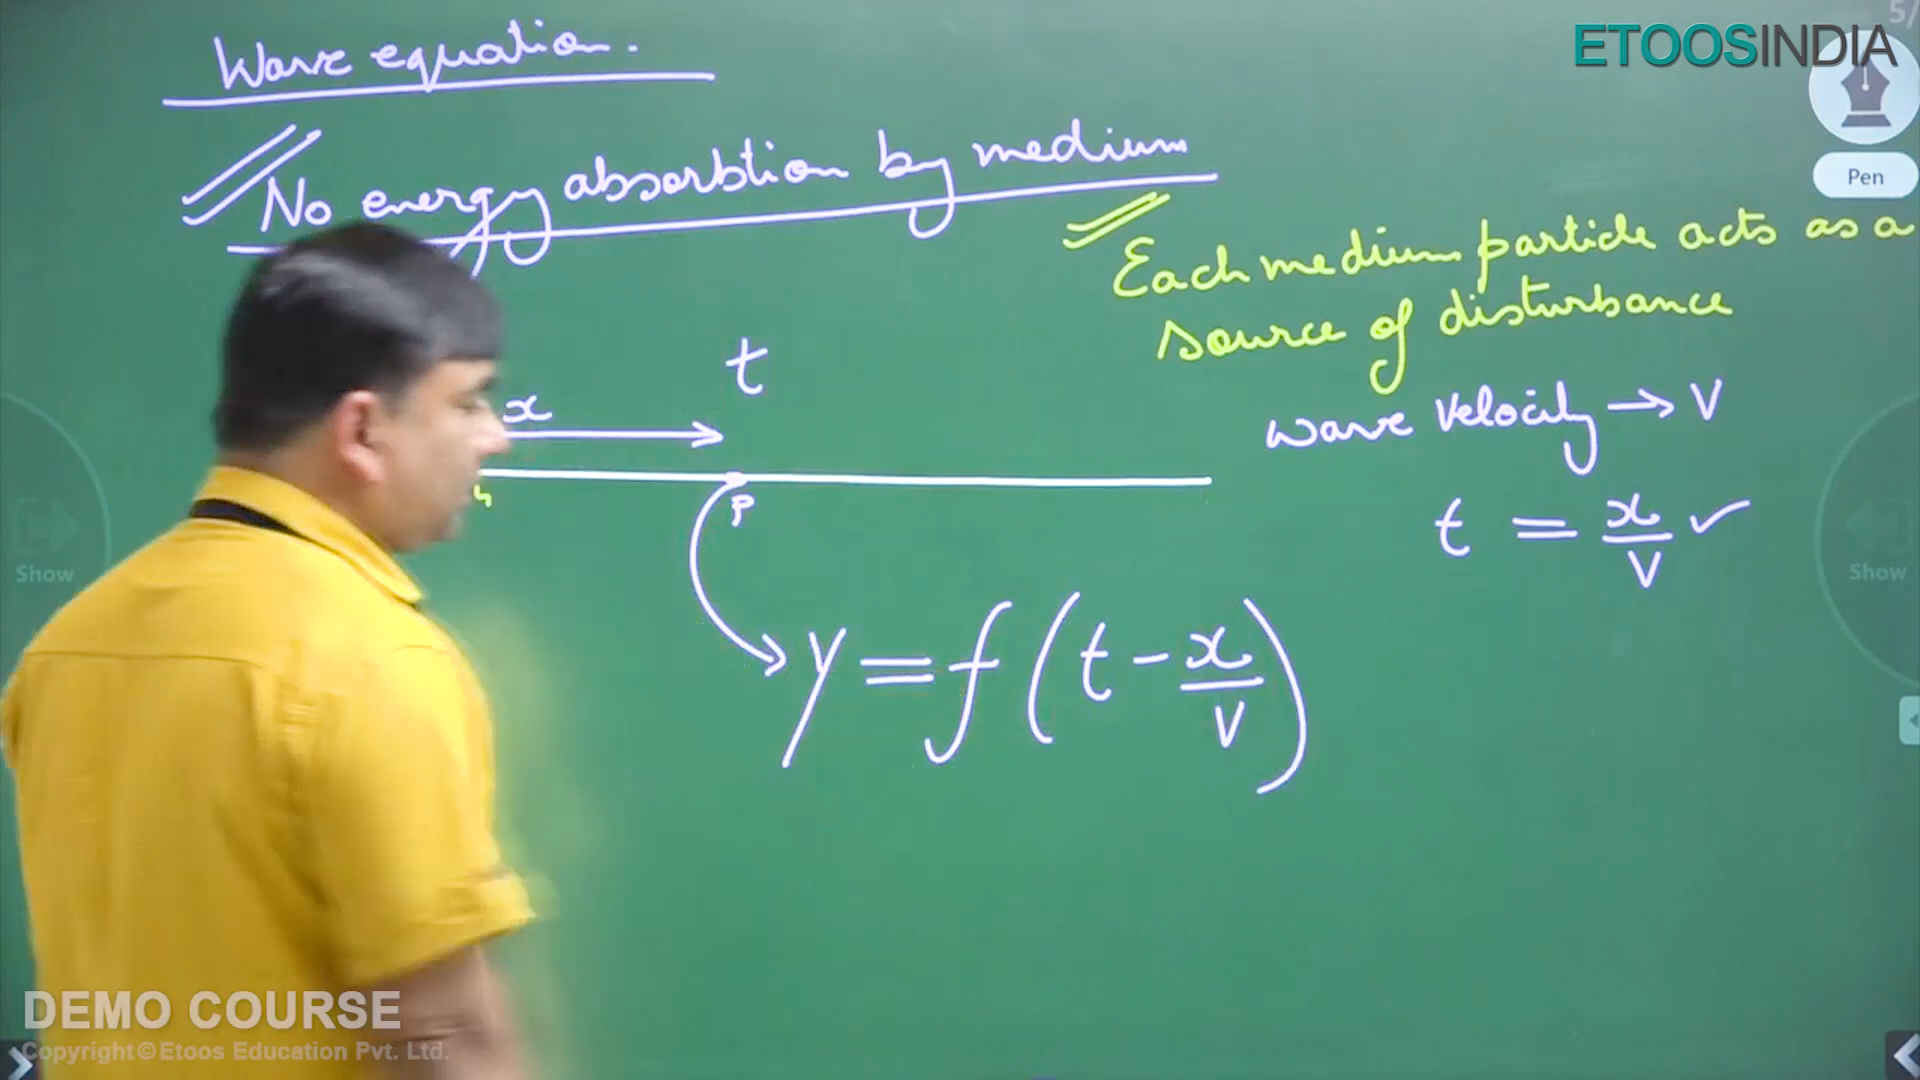 ETOOSINDIA
5/
Wave equation.
No energy absorbtion by medium
Pen
Each medium particle acts as a
source of disturbance
t
x
wave velocity → V
P
t = x/V ✓
Show
Show
y = f(t - x/V)
DEMO COURSE
Copyright © Etoos Education Pvt. Ltd.